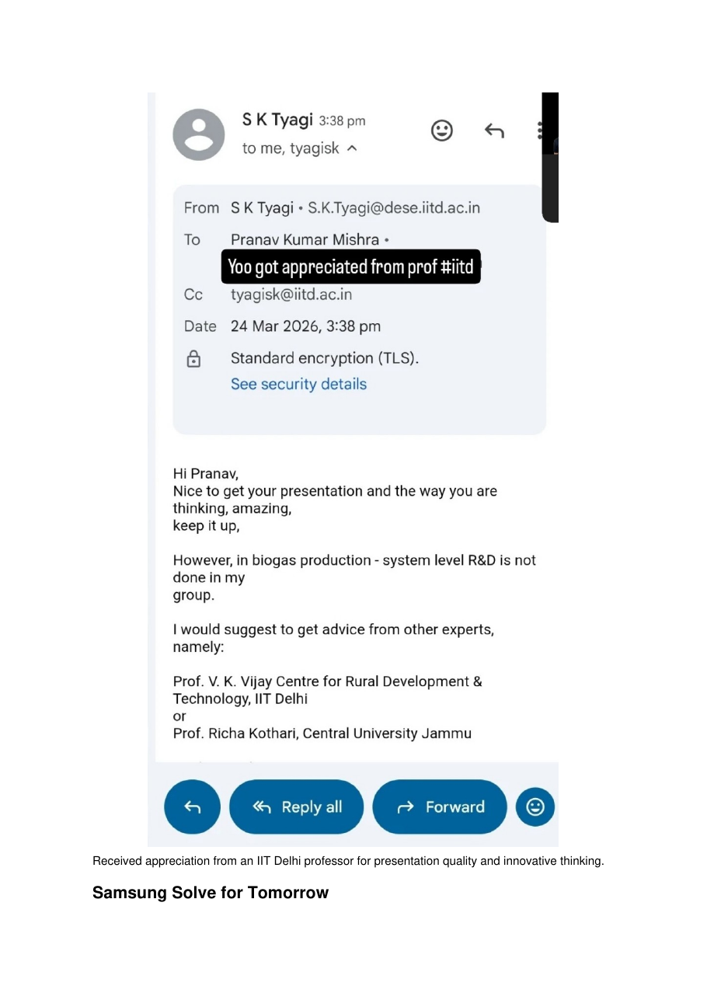 S K Tyagi 3:38 pm
to me, tyagisk
From S K Tyagi • S.K.Tyagi@dese.iitd.ac.in
To Pranav Kumar Mishra •
Yoo got appreciated from prof #iitd
Cc tyagisk@iitd.ac.in
Date 24 Mar 2026, 3:38 pm
Standard encryption (TLS).
See security details
Hi Pranav,
Nice to get your presentation and the way you are
thinking, amazing,
keep it up,
However, in biogas production - system level R&D is not
done in my
group.
I would suggest to get advice from other experts,
namely:
Prof. V. K. Vijay Centre for Rural Development &
Technology, IIT Delhi
or
Prof. Richa Kothari, Central University Jammu
Reply all
Forward
Received appreciation from an IIT Delhi professor for presentation quality and innovative thinking.
Samsung Solve for Tomorrow